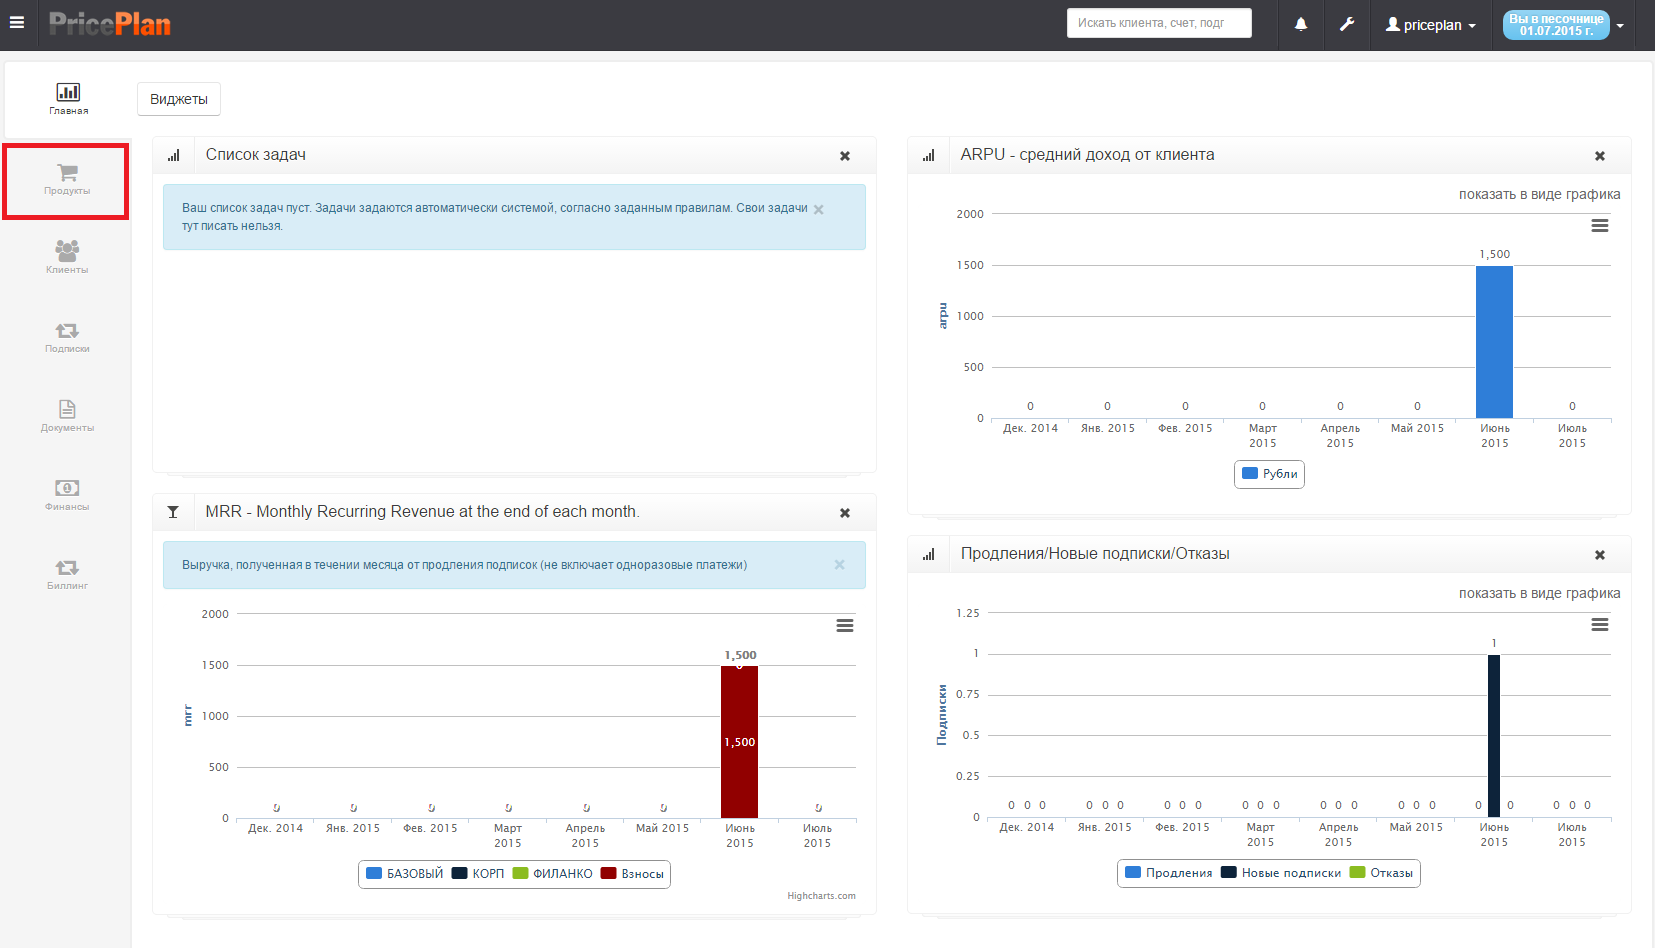 PricePlan
Искать клиента, счет, подг
priceplan
Вы в песочнице
01.07.2015 г.
Главная
Продукты
Клиенты
Подписки
Документы
Финансы
Биллинг
Виджеты
Список задач
Ваш список задач пуст. Задачи задаются автоматически системой, согласно заданным правилам. Свои задачи
тут писать нельзя.
ARPU - средний доход от клиента
показать в виде графика
2000
1500
1000
500
0
arpu
1,500
0 0 0 0 0 0 0
Дек. 2014 Янв. 2015 Фев. 2015 Март 2015 Апрель 2015 Май 2015 Июнь 2015 Июль 2015
Рубли
MRR - Monthly Recurring Revenue at the end of each month.
Выручка, полученная в течении месяца от продления подписок (не включает одноразовые платежи)
2000
1500
1000
500
0
mrr
1,500
0
1,500
0 0 0 0 0 0 0
Дек. 2014 Янв. 2015 Фев. 2015 Март 2015 Апрель 2015 Май 2015 Июнь 2015 Июль 2015
БАЗОВЫЙ КОРП ФИЛАНКО Взносы
Highcharts.com
Продления/Новые подписки/Отказы
показать в виде графика
1.25
1
0.75
0.5
0.25
0
Подписки
1
0 0 0 0 0 0 0 0 0 0 0 0 0 0 0 0 0 0 0 0 0 0 0
Дек. 2014 Янв. 2015 Фев. 2015 Март 2015 Апрель 2015 Май 2015 Июнь 2015 Июль 2015
Продления Новые подписки Отказы